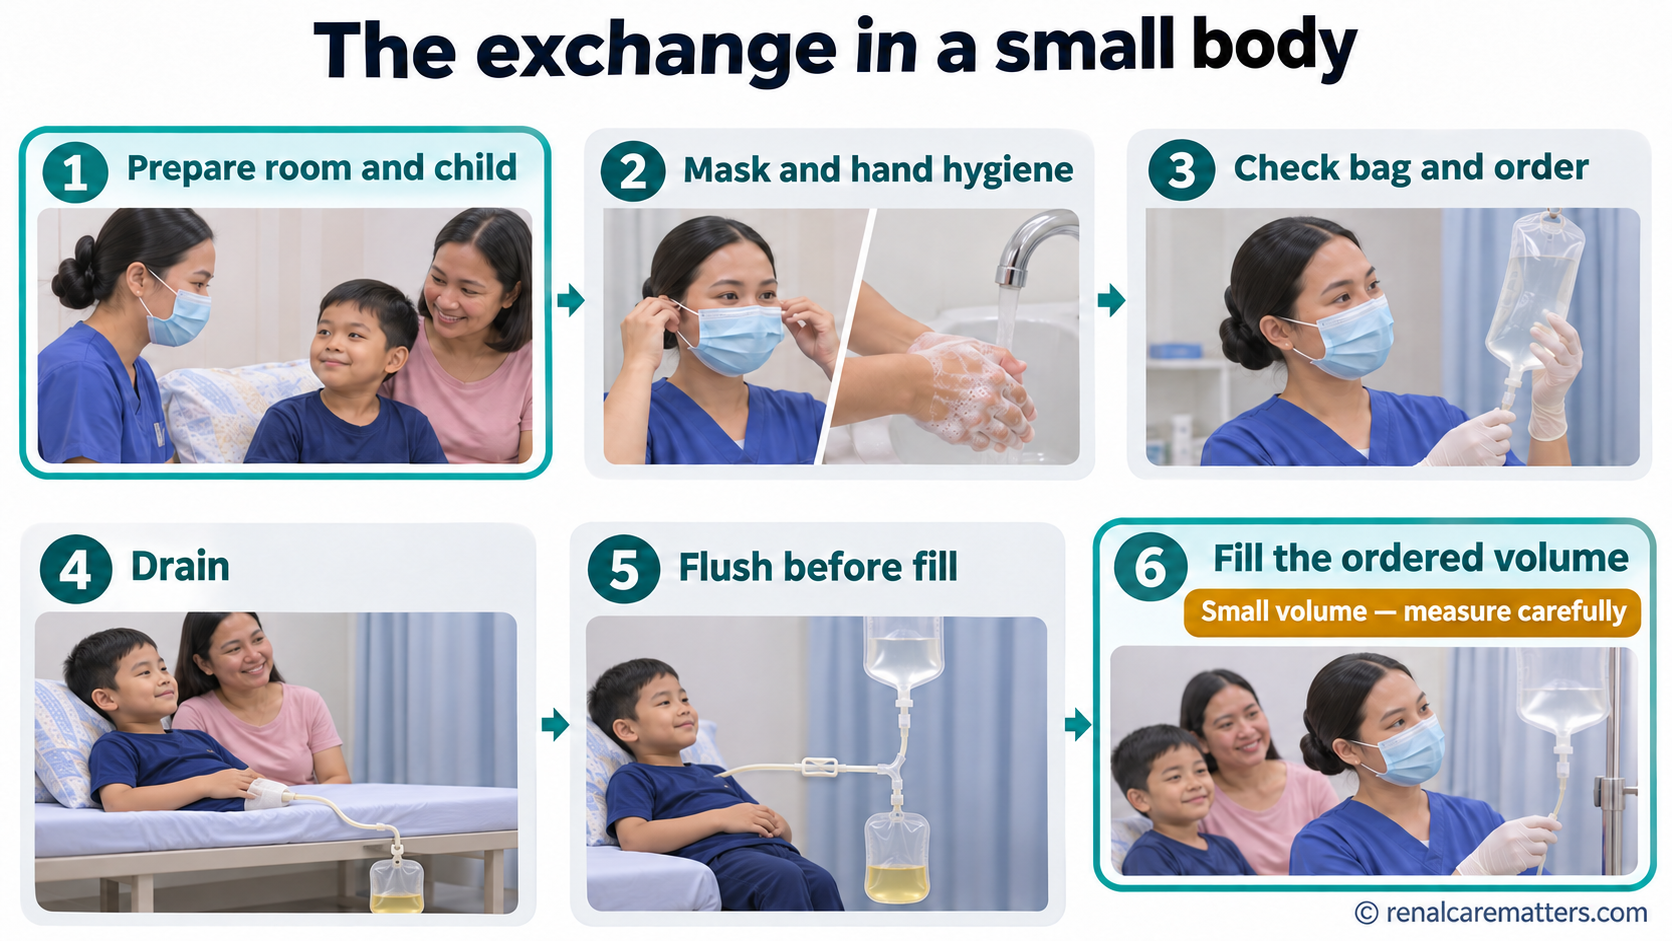 The exchange in a small body
1 Prepare room and child
2 Mask and hand hygiene
3 Check bag and order
4 Drain
5 Flush before fill
6 Fill the ordered volume
Small volume — measure carefully
© renalcarematters.com